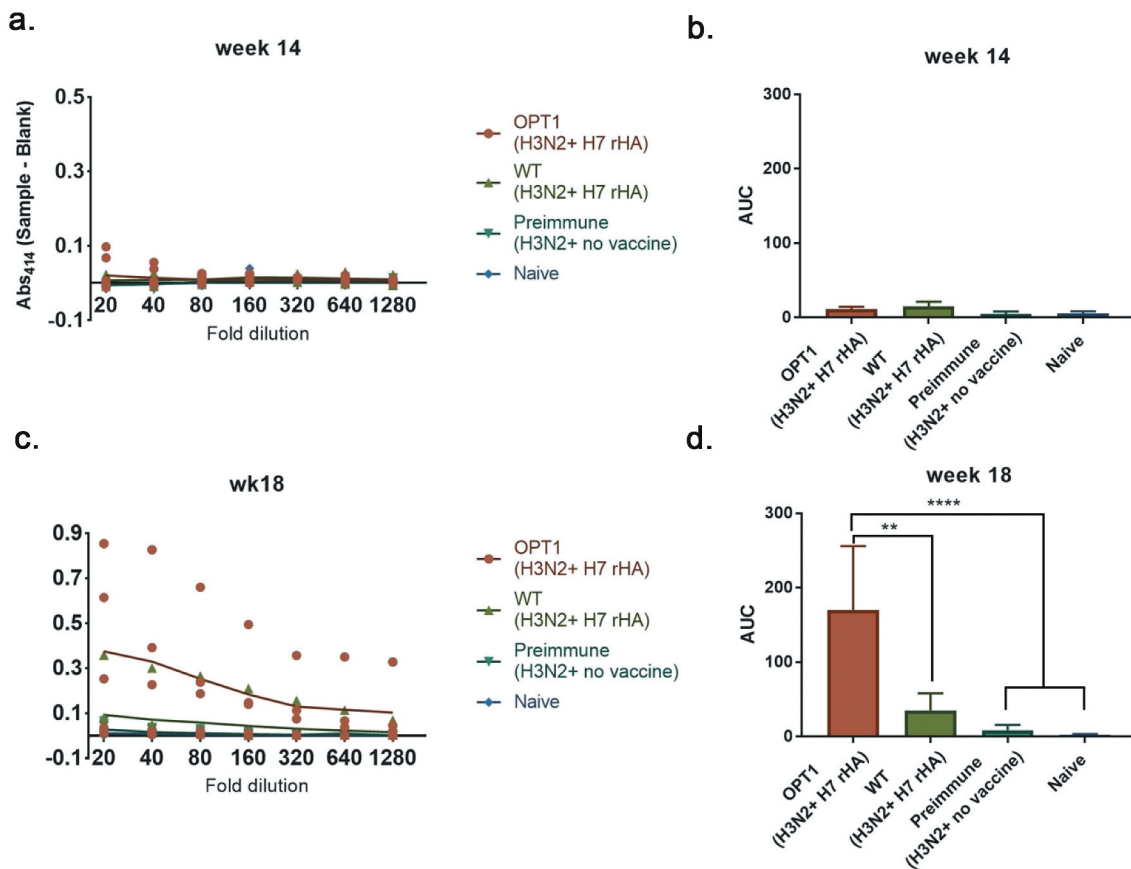 a.
week 14
Abs414 (Sample - Blank)
0.5
0.3
0.1
-0.1
20 40 80 160 320 640 1280
Fold dilution
OPT1
(H3N2+ H7 rHA)
WT
(H3N2+ H7 rHA)
Preimmune
(H3N2+ no vaccine)
Naive
b.
week 14
AUC
300
200
100
0
OPT1
(H3N2+ H7 rHA)
WT
(H3N2+ H7 rHA)
Preimmune
(H3N2+ no vaccine)
Naive
c.
wk18
0.9
0.7
0.5
0.3
0.1
-0.1
20 40 80 160 320 640 1280
Fold dilution
OPT1
(H3N2+ H7 rHA)
WT
(H3N2+ H7 rHA)
Preimmune
(H3N2+ no vaccine)
Naive
d.
week 18
****
**
AUC
300
200
100
0
OPT1
(H3N2+ H7 rHA)
WT
(H3N2+ H7 rHA)
Preimmune
(H3N2+ no vaccine)
Naive